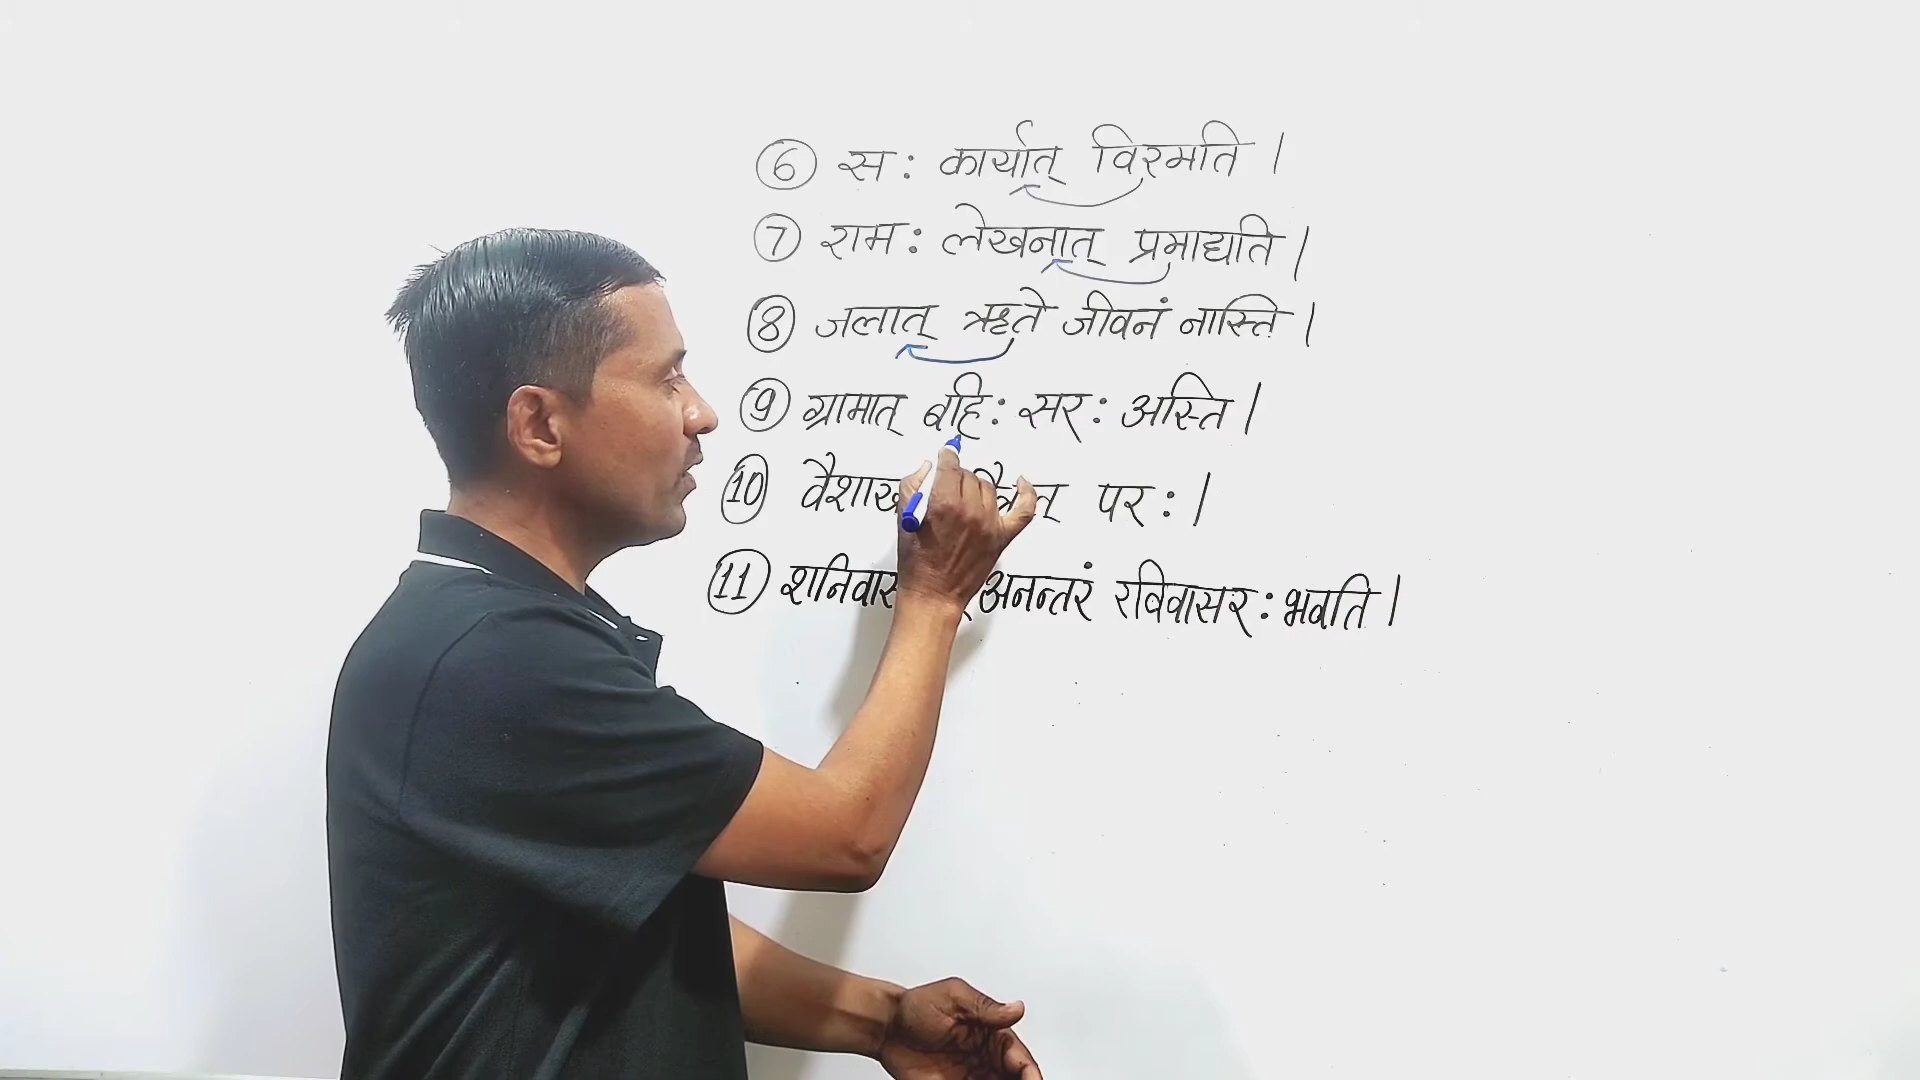 6 सः कार्यात् विरमति ।
7 रामः लेखनात् प्रमाद्यति ।
8 जलात् ऋते जीवनं नास्ति ।
9 ग्रामात् बहिः सरः अस्ति ।
10 परः ।
11 अनन्तरं रविवासरः भवति ।